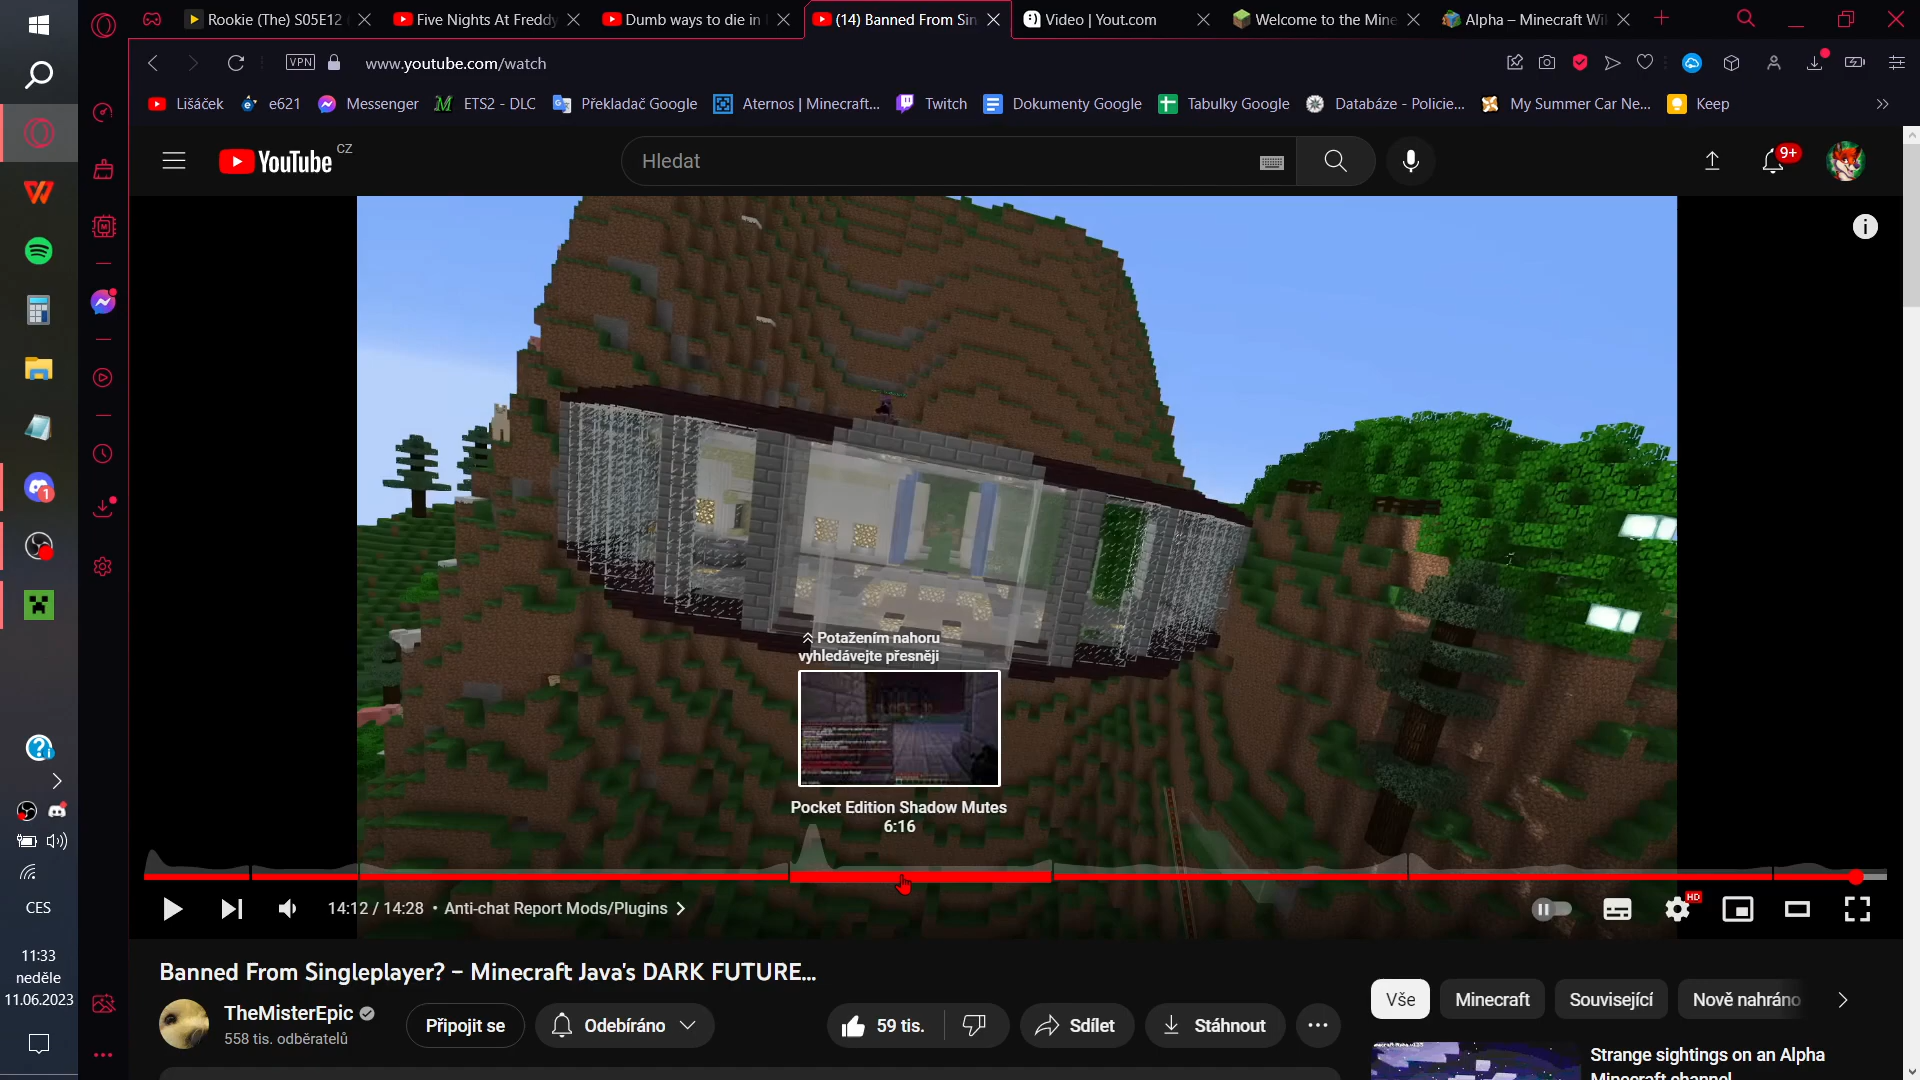 Rookie (The) S05E12
Five Nights At Freddy
Dumb ways to die in
(14) Banned From Sin
Video | Yout.com
Welcome to the Mine
Alpha – Minecraft Wi
VPN
www.youtube.com/watch
Lišáček
e621
Messenger
ETS2 - DLC
Překladač Google
Aternos | Minecraft...
Twitch
Dokumenty Google
Tabulky Google
Databáze - Policie...
My Summer Car Ne...
Keep
YouTube CZ
Hledat
9+
Potažením nahoru
vyhledávejte přesněji
Pocket Edition Shadow Mutes
6:16
14:12 / 14:28 • Anti-chat Report Mods/Plugins
HD
Banned From Singleplayer? – Minecraft Java's DARK FUTURE...
TheMisterEpic
558 tis. odběratelů
Připojit se
Odebíráno
59 tis.
Sdílet
Stáhnout
Vše
Minecraft
Související
Nově nahráno
Strange sightings on an Alpha
Minecraft channel
1
CES
11:33
neděle
11.06.2023